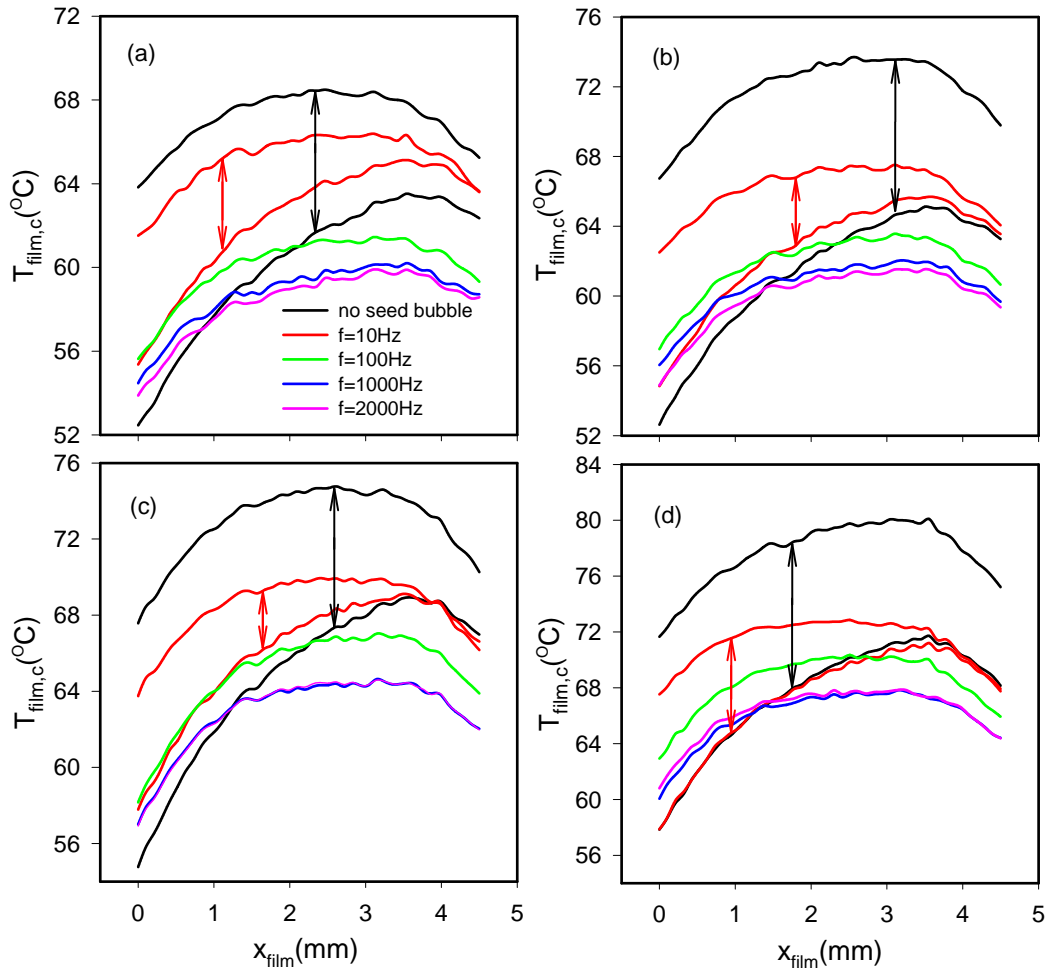 72
68
64
60
56
52
T_film,c(°C)
(a)
no seed bubble
f=10Hz
f=100Hz
f=1000Hz
f=2000Hz
76
72
68
64
60
56
52
T_film,c(°C)
(b)
76
72
68
64
60
56
T_film,c(°C)
(c)
0 1 2 3 4 5
x_film(mm)
84
80
76
72
68
64
60
56
T_film,c(°C)
(d)
0 1 2 3 4 5
x_film(mm)